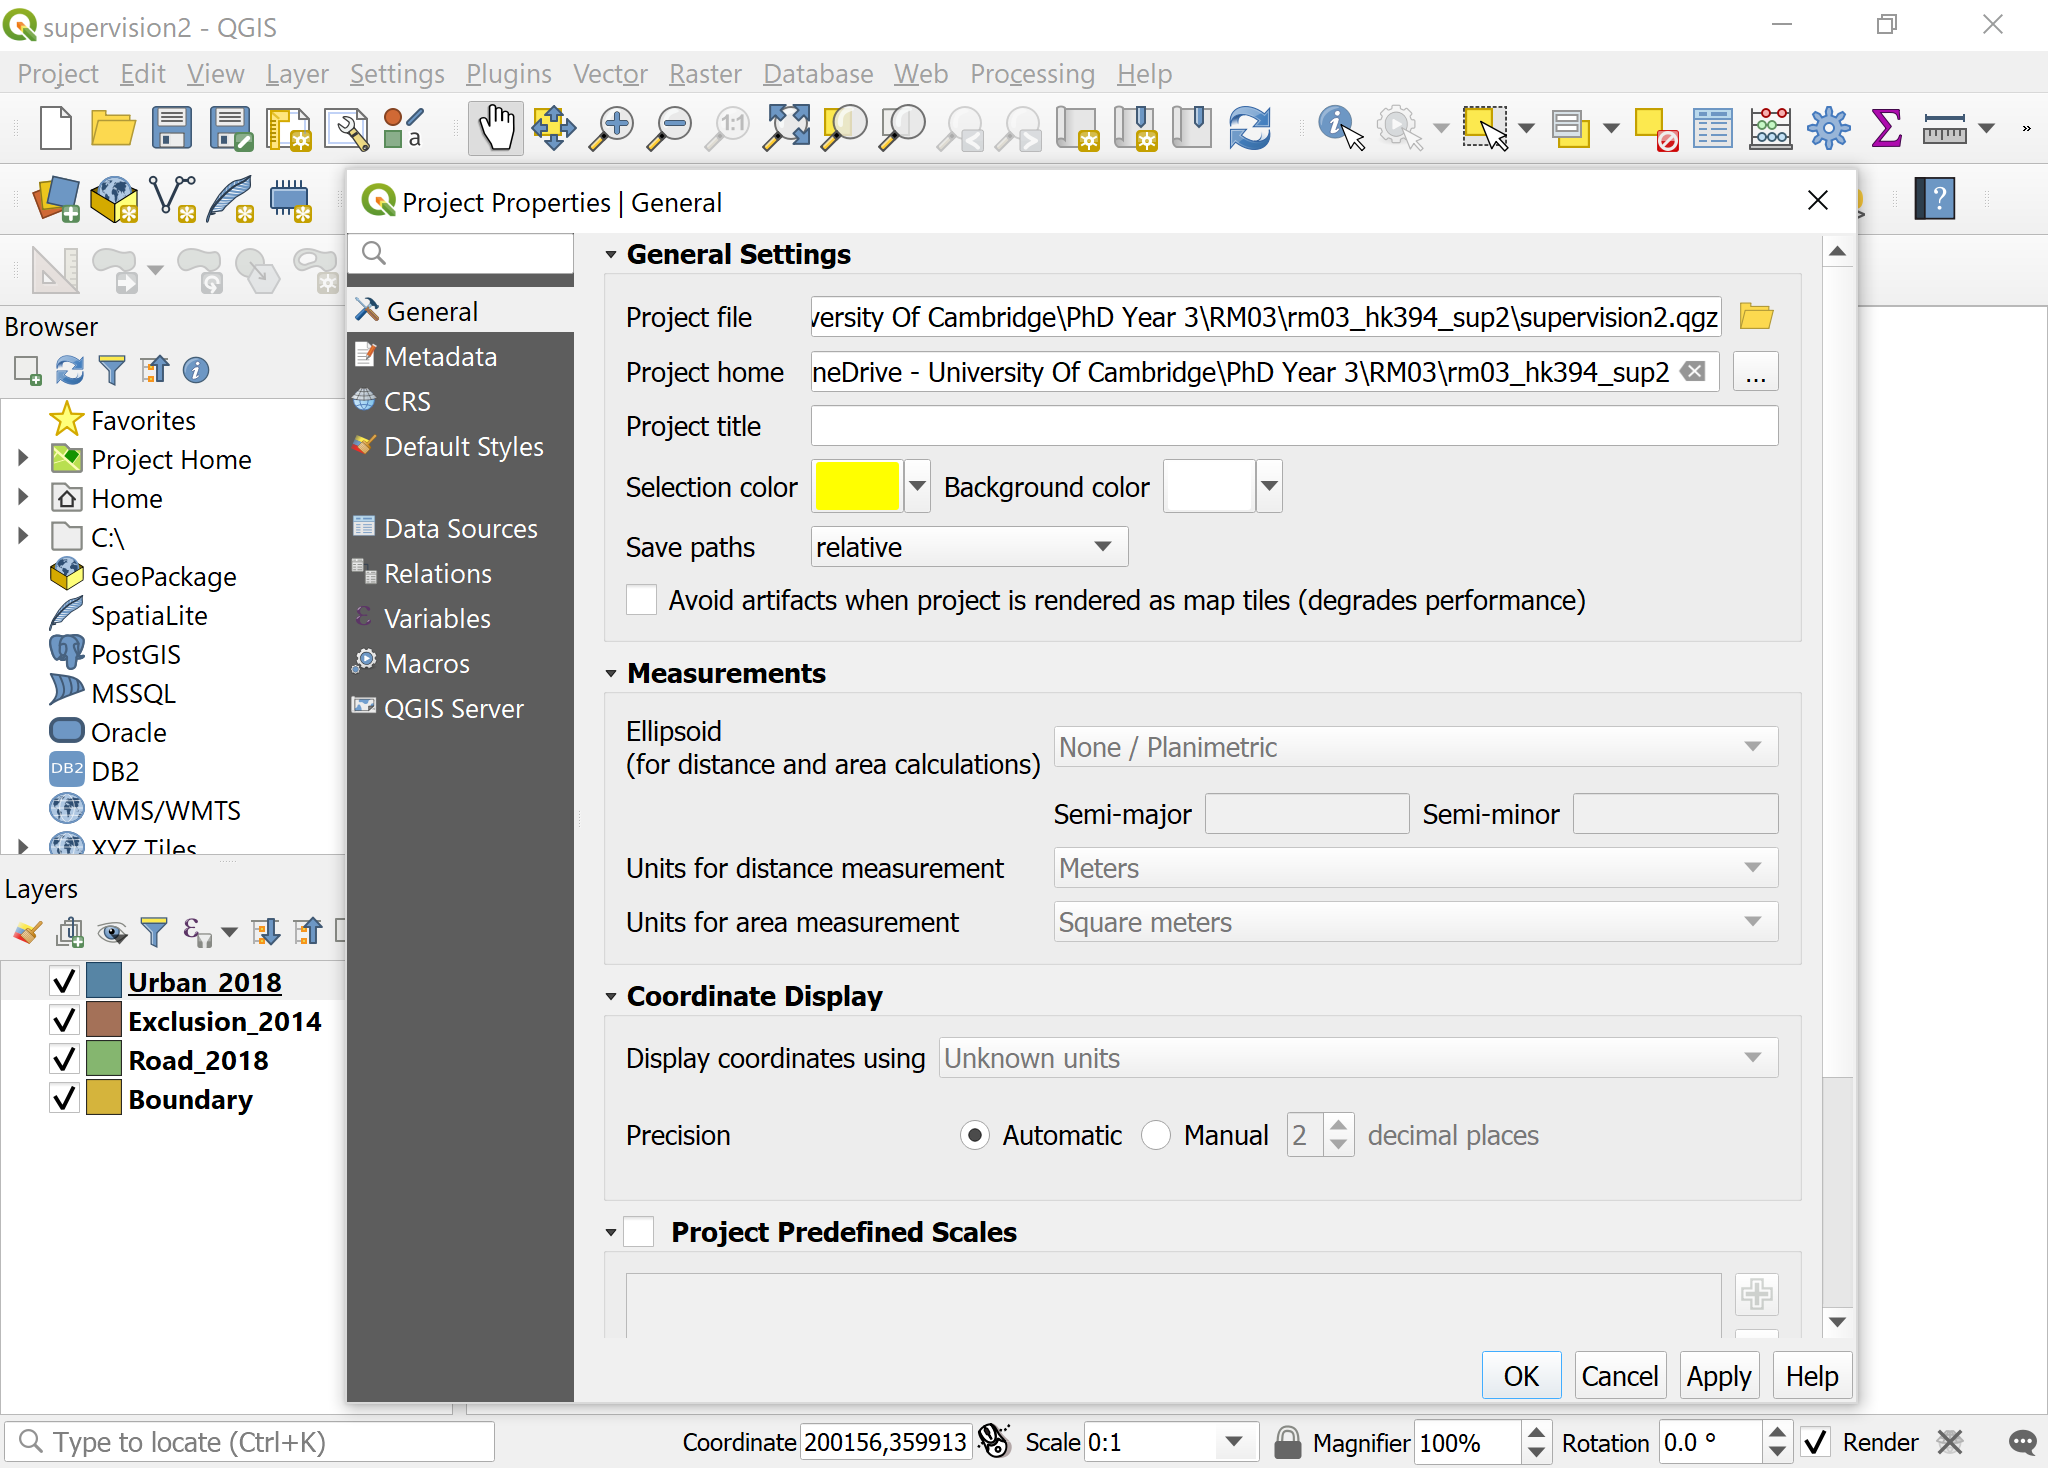 supervision2 - QGIS
Project Edit View Layer Settings Plugins Vector Raster Database Web Processing Help
1:1
a
»
?
Project Properties | General
General
Metadata
CRS
Default Styles
Data Sources
Relations
Variables
Macros
QGIS Server
General Settings
Project file versity Of Cambridge\PhD Year 3\RM03\rm03_hk394_sup2\supervision2.qgz
Project home neDrive - University Of Cambridge\PhD Year 3\RM03\rm03_hk394_sup2 ...
Project title
Selection color Background color
Save paths relative
Avoid artifacts when project is rendered as map tiles (degrades performance)
Measurements
Ellipsoid
(for distance and area calculations) None / Planimetric
Semi-major Semi-minor
Units for distance measurement Meters
Units for area measurement Square meters
Coordinate Display
Display coordinates using Unknown units
Precision Automatic Manual 2 decimal places
Project Predefined Scales
OK Cancel Apply Help
Browser
Favorites
Project Home
Home
C:\
GeoPackage
SpatiaLite
PostGIS
MSSQL
Oracle
DB2 DB2
WMS/WMTS
XYZ Tiles
Layers
Urban_2018
Exclusion_2014
Road_2018
Boundary
Type to locate (Ctrl+K) Coordinate 200156,359913 Scale 0:1 Magnifier 100% Rotation 0.0 ° Render